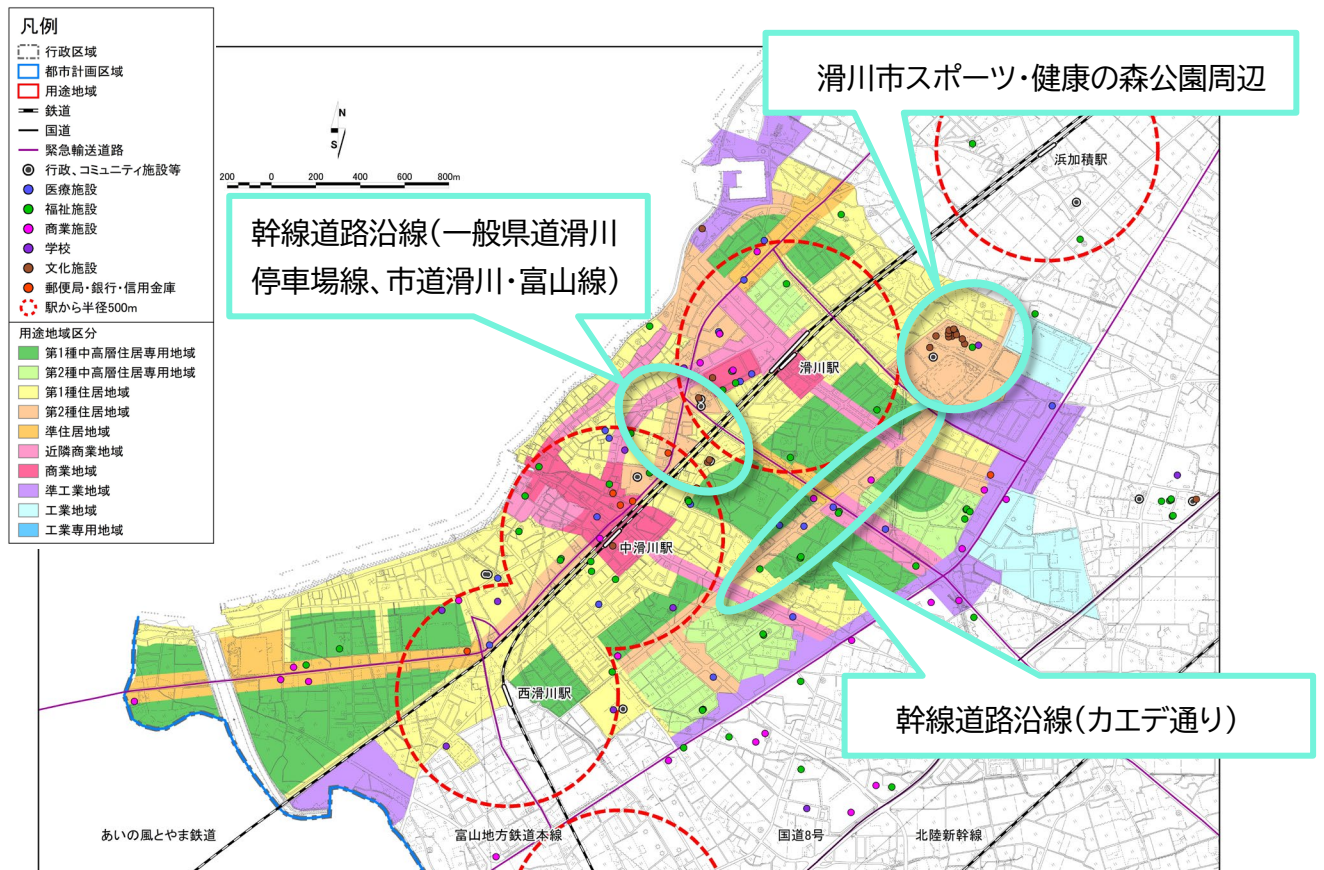 凡例
行政区域
都市計画区域
用途地域
鉄道
国道
緊急輸送道路
行政、コミュニティ施設等
医療施設
福祉施設
商業施設
学校
文化施設
郵便局・銀行・信用金庫
駅から半径500m
用途地域区分
第1種中高層住居専用地域
第2種中高層住居専用地域
第1種住居地域
第2種住居地域
準住居地域
近隣商業地域
商業地域
準工業地域
工業地域
工業専用地域
N
S
200 0 200 400 600 800m
滑川市スポーツ・健康の森公園周辺
幹線道路沿線(一般県道滑川
停車場線、市道滑川・富山線)
浜加積駅
滑川駅
中滑川駅
西滑川駅
幹線道路沿線(カエデ通り)
あいの風とやま鉄道
富山地方鉄道本線
国道8号
北陸新幹線